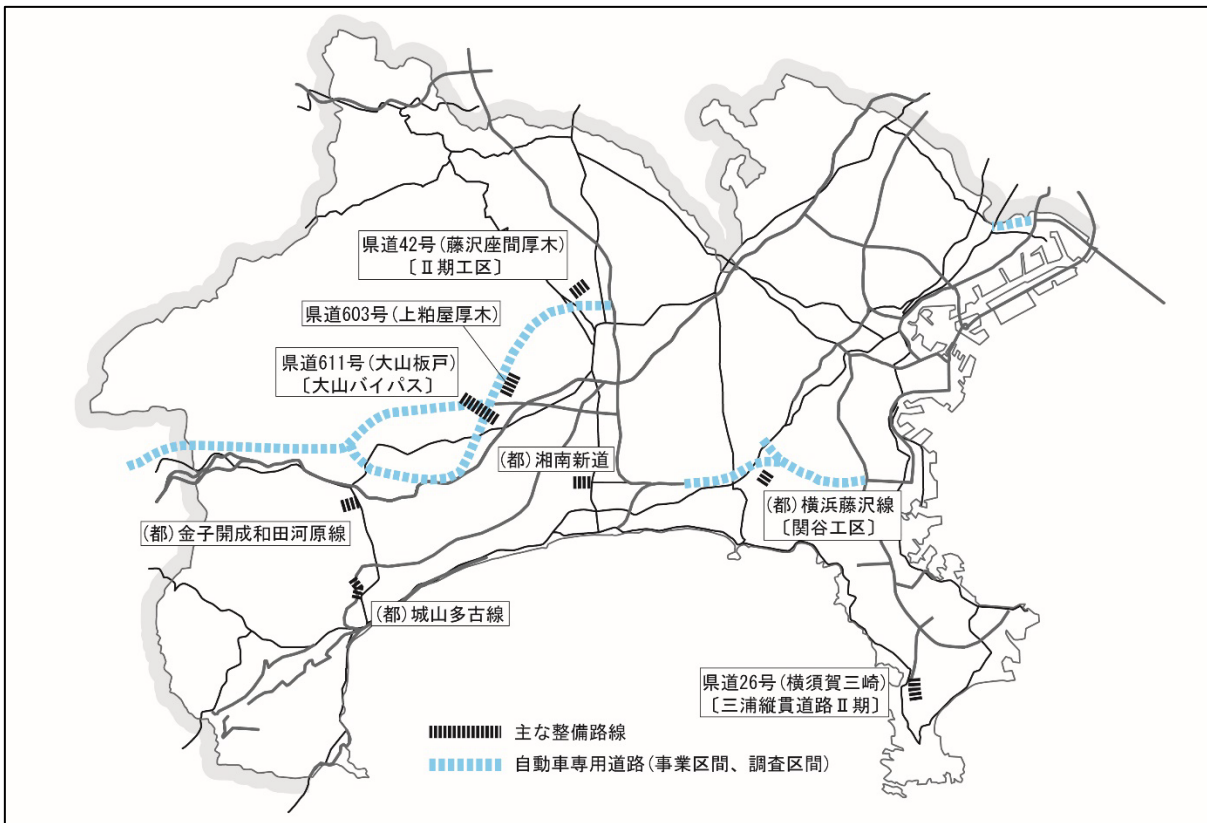 県道42号(藤沢座間厚木)
〔Ⅱ期工区〕
県道603号(上粕屋厚木)
県道611号(大山板戸)
〔大山バイパス〕
(都)湘南新道
(都)横浜藤沢線
〔関谷工区〕
(都)金子開成和田河原線
(都)城山多古線
県道26号(横須賀三崎)
〔三浦縦貫道路Ⅱ期〕
主な整備路線
自動車専用道路(事業区間、調査区間)